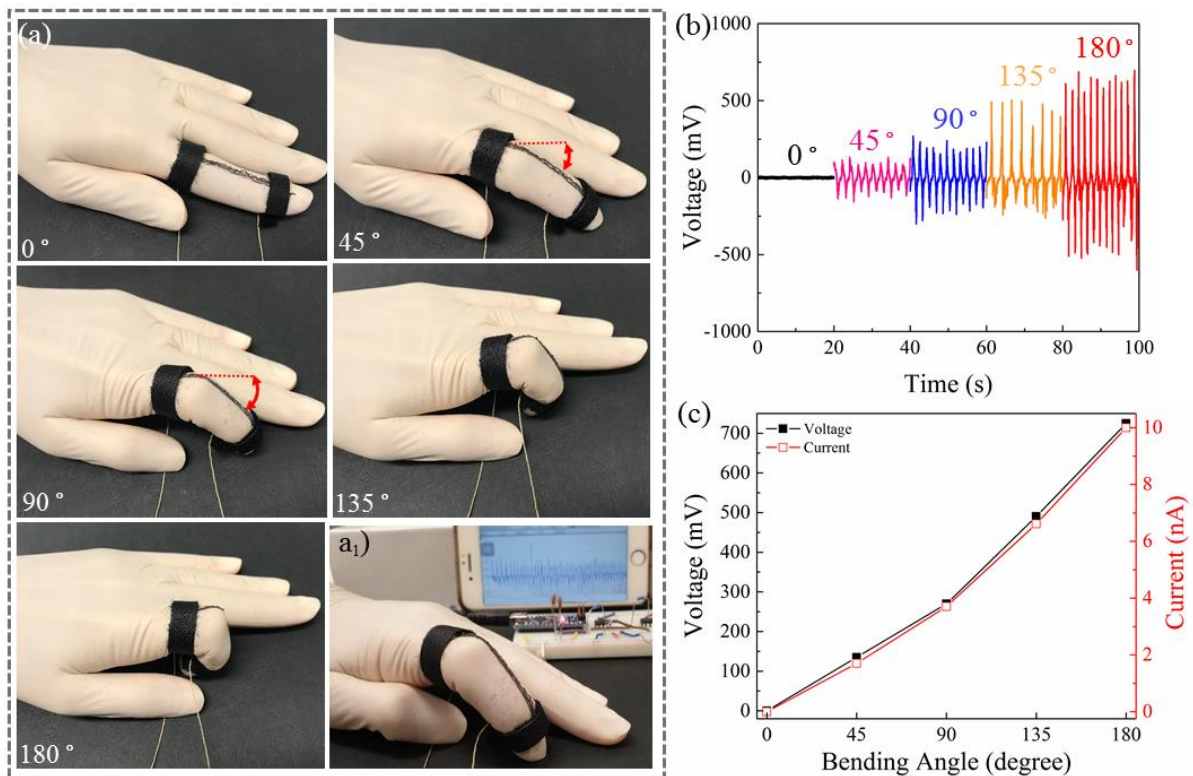 (a)
0 °
45 °
90 °
135 °
180 °
a₁)
(b)
1000
500
0
-500
-1000
Voltage (mV)
0 °
45 °
90 °
135 °
180 °
0 20 40 60 80 100
Time (s)
(c)
Voltage
Current
700
600
500
400
300
200
100
0
Voltage (mV)
10
8
6
4
2
0
Current (nA)
0 45 90 135 180
Bending Angle (degree)